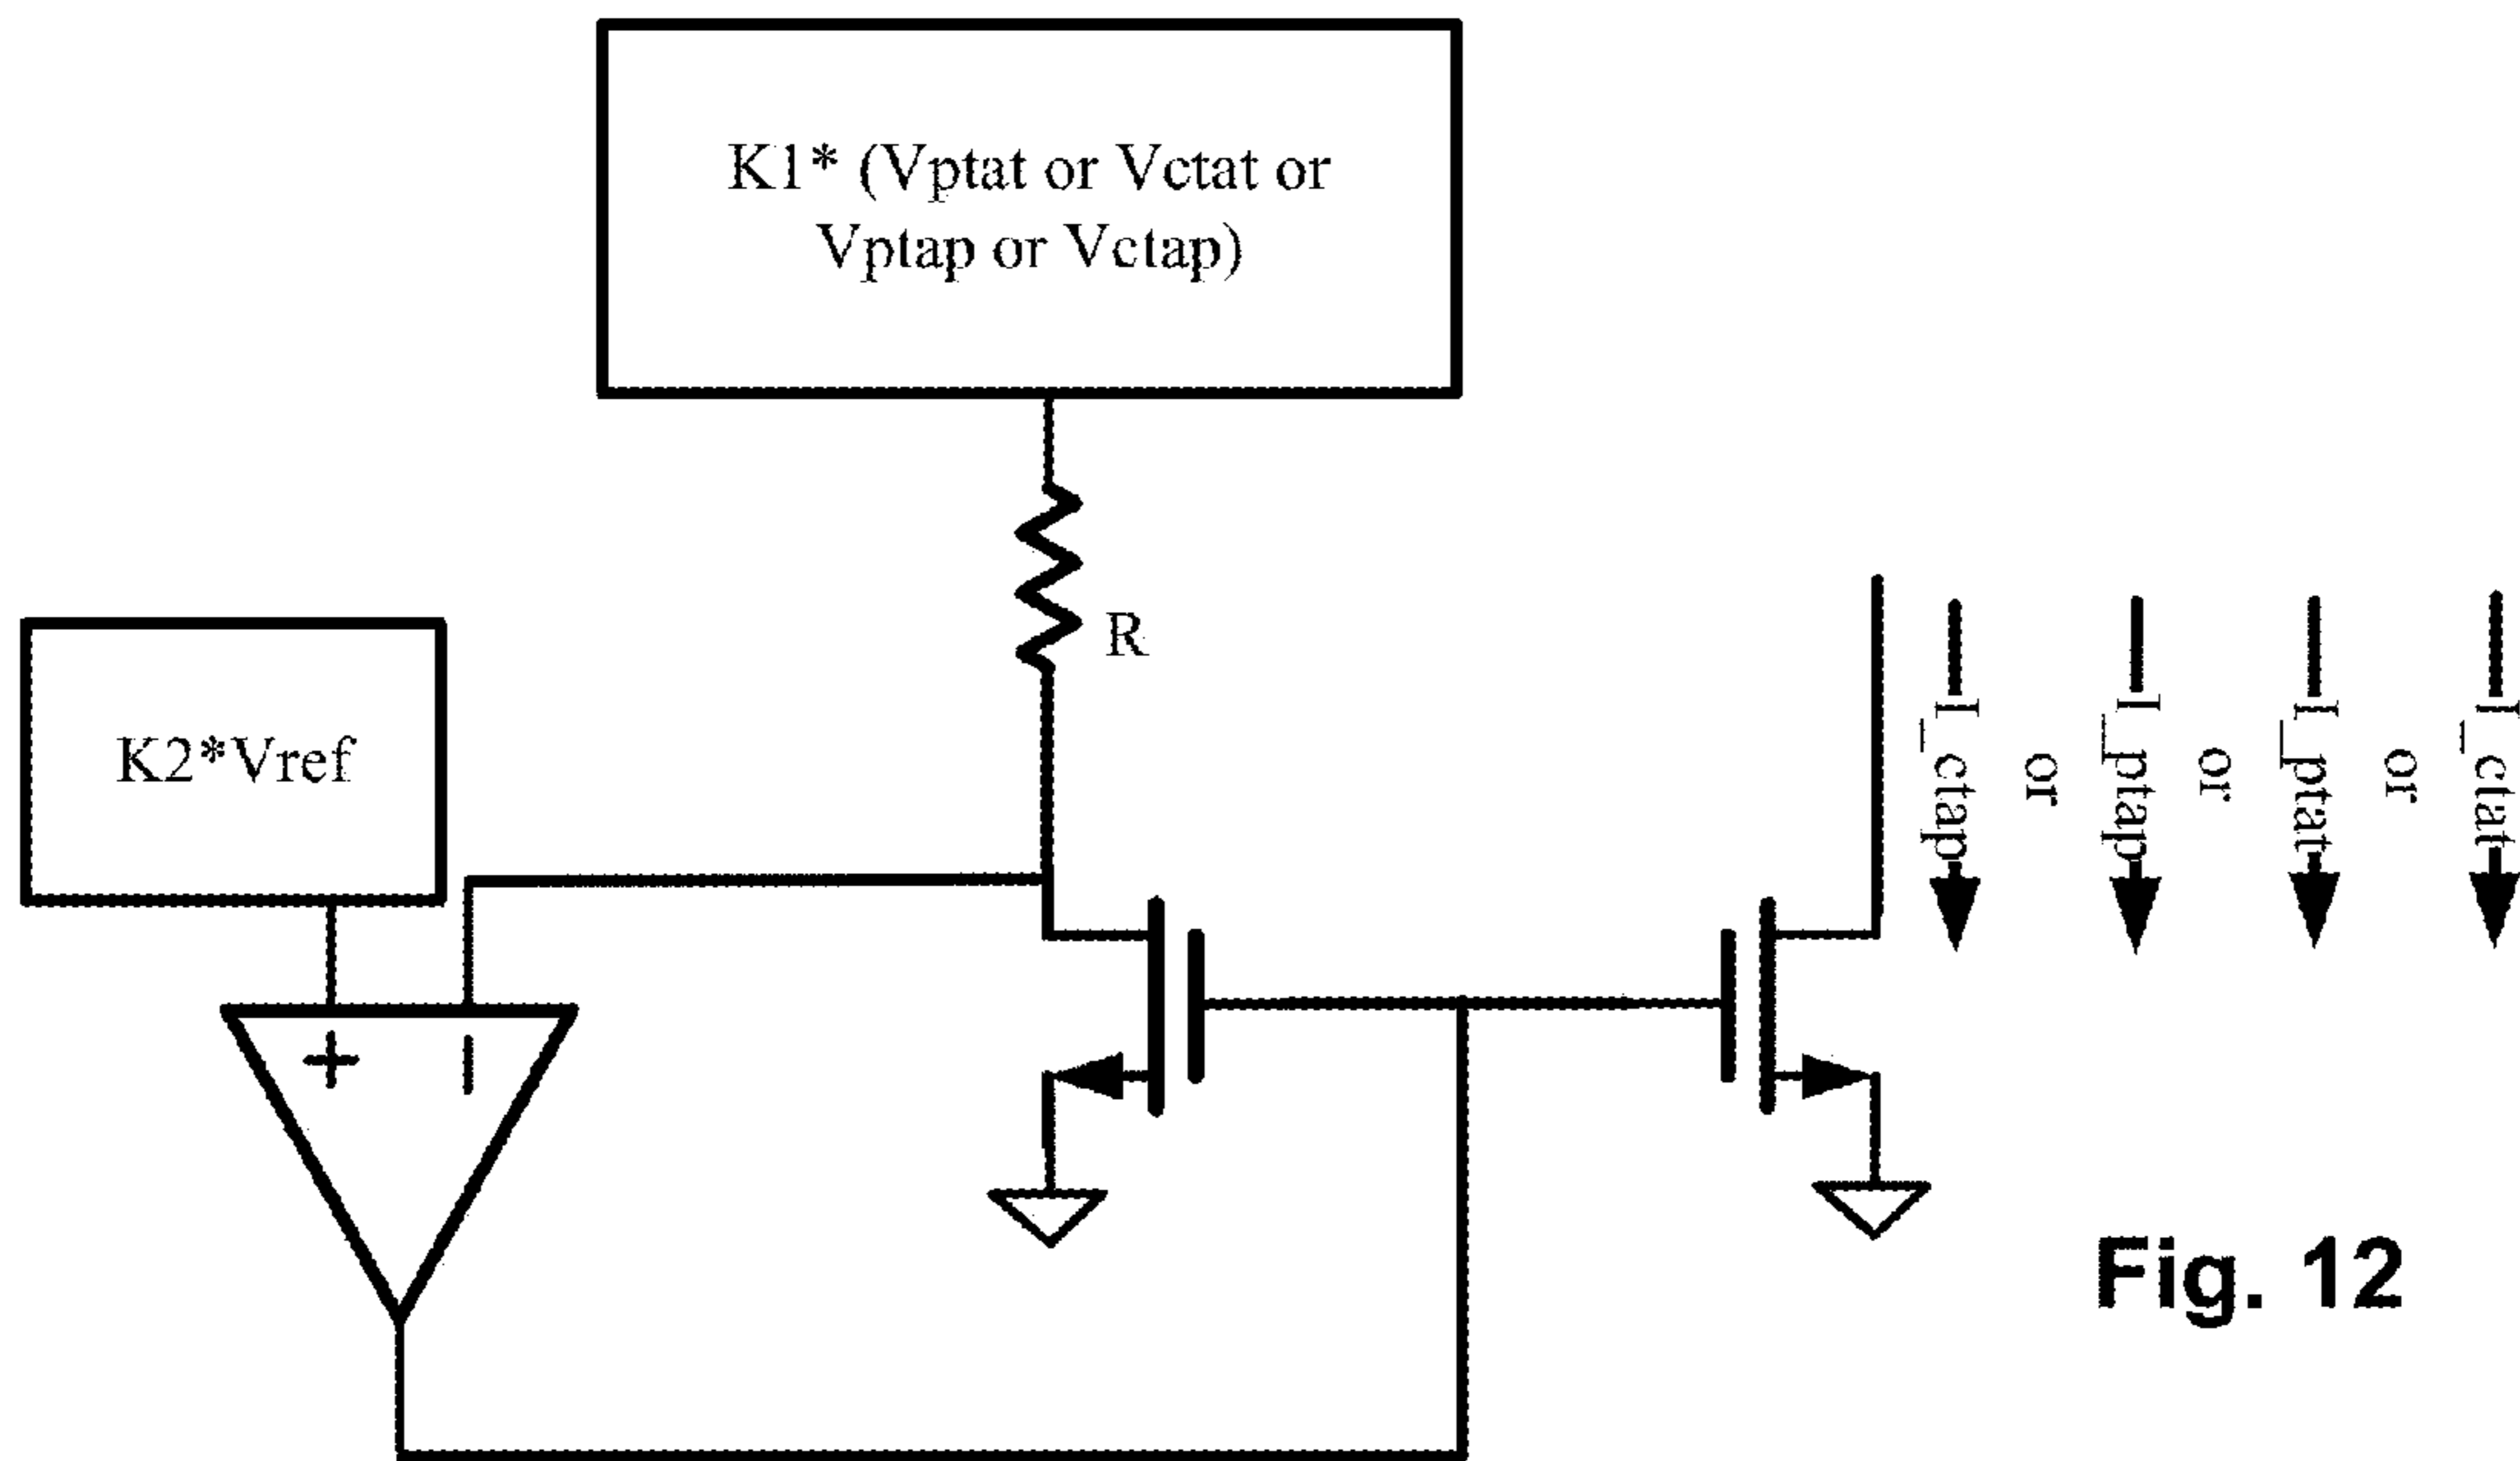 K1* (Vptat or Vctat or
Vptap or Vctap)
R
K2*Vref
+
−
I_ctap
or
I_ptap
or
I_ptat
or
I_ctat
Fig. 12